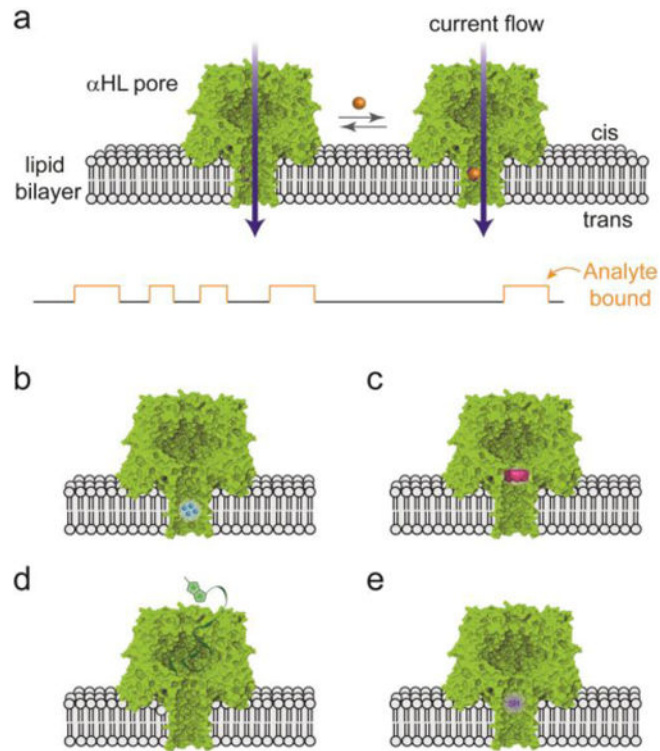 a
current flow
αHL pore
cis
lipid
bilayer
trans
Analyte
bound
b
c
d
e